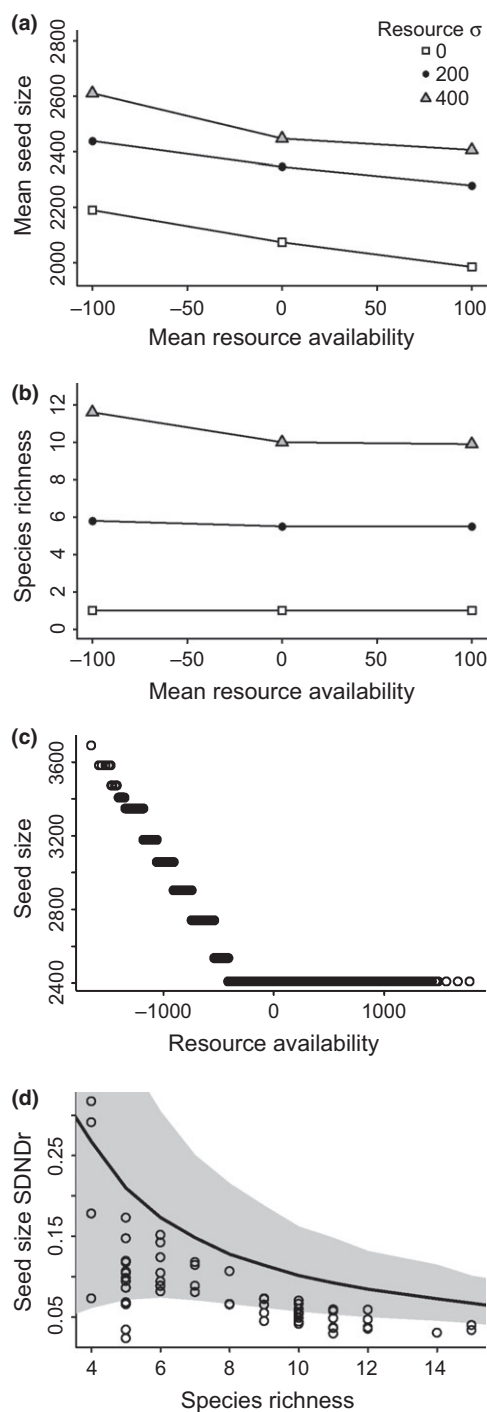 (a)
Resource σ
0
200
400
Mean seed size
2000 2200 2400 2600 2800
−100 −50 0 50 100
Mean resource availability
(b)
Species richness
0 2 4 6 8 10 12
−100 −50 0 50 100
Mean resource availability
(c)
Seed size
2400 2800 3200 3600
−1000 0 1000
Resource availability
(d)
Seed size SDNDr
0.05 0.15 0.25
4 6 8 10 12 14
Species richness